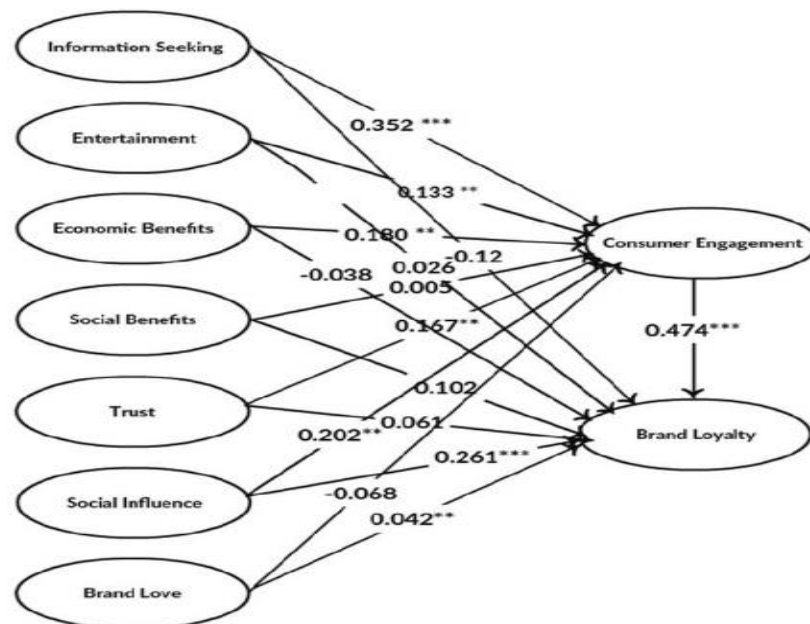 Information Seeking
0.352 ***
Entertainment
0.133 **
Economic Benefits
0.180 **
Consumer Engagement
-0.12
0.026
-0.038
0.005
Social Benefits
0.167**
0.474***
0.102
Trust
0.061
0.202**
Brand Loyalty
0.261***
-0.068
Social Influence
0.042**
Brand Love